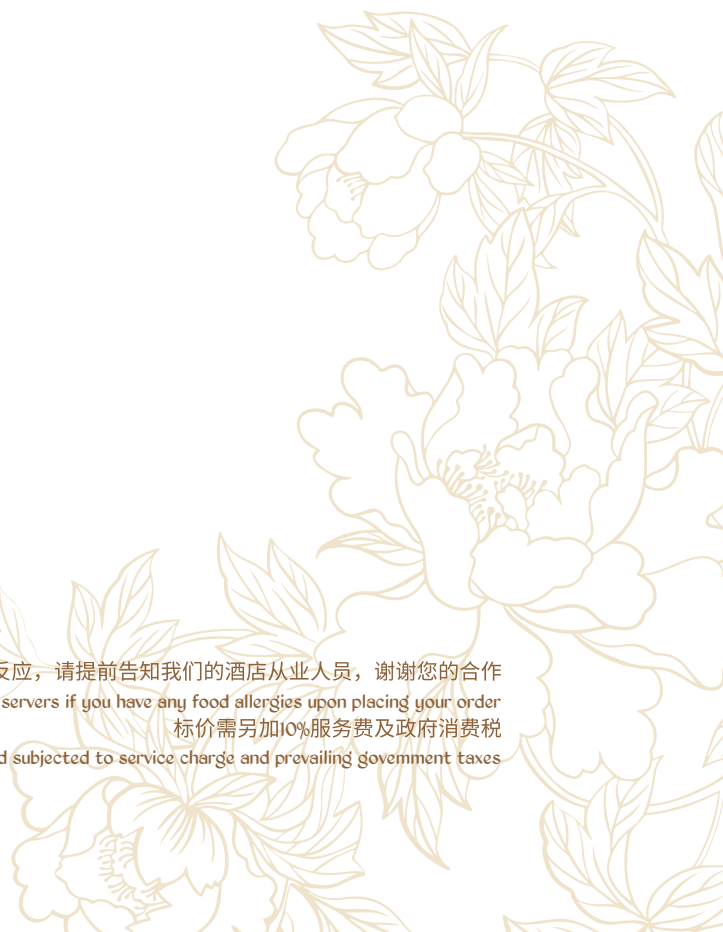 反应，请提前告知我们的酒店从业人员，谢谢您的合作
servers if you have any food allergies upon placing your order
标价需另加10%服务费及政府消费税
d subjected to service charge and prevailing government taxes